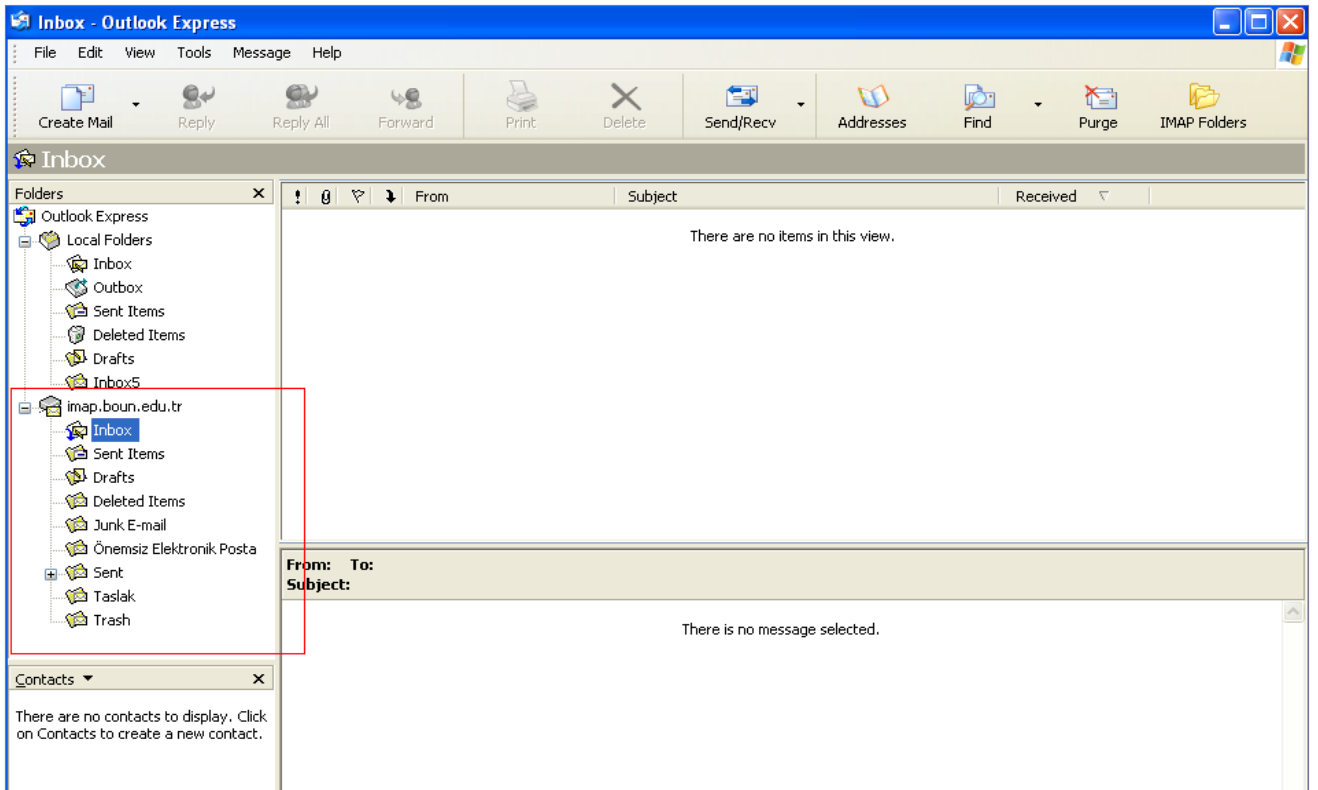 Inbox - Outlook Express
File Edit View Tools Message Help
Create Mail Reply Reply All Forward Print Delete Send/Recv Addresses Find Purge IMAP Folders
Inbox
Folders
! From Subject Received
Outlook Express
Local Folders
Inbox
Outbox
Sent Items
Deleted Items
Drafts
Inbox5
imap.boun.edu.tr
Inbox
Sent Items
Drafts
Deleted Items
Junk E-mail
Önemsiz Elektronik Posta
Sent
Taslak
Trash
There are no items in this view.
From: To:
Subject:
There is no message selected.
Contacts
There are no contacts to display. Click
on Contacts to create a new contact.